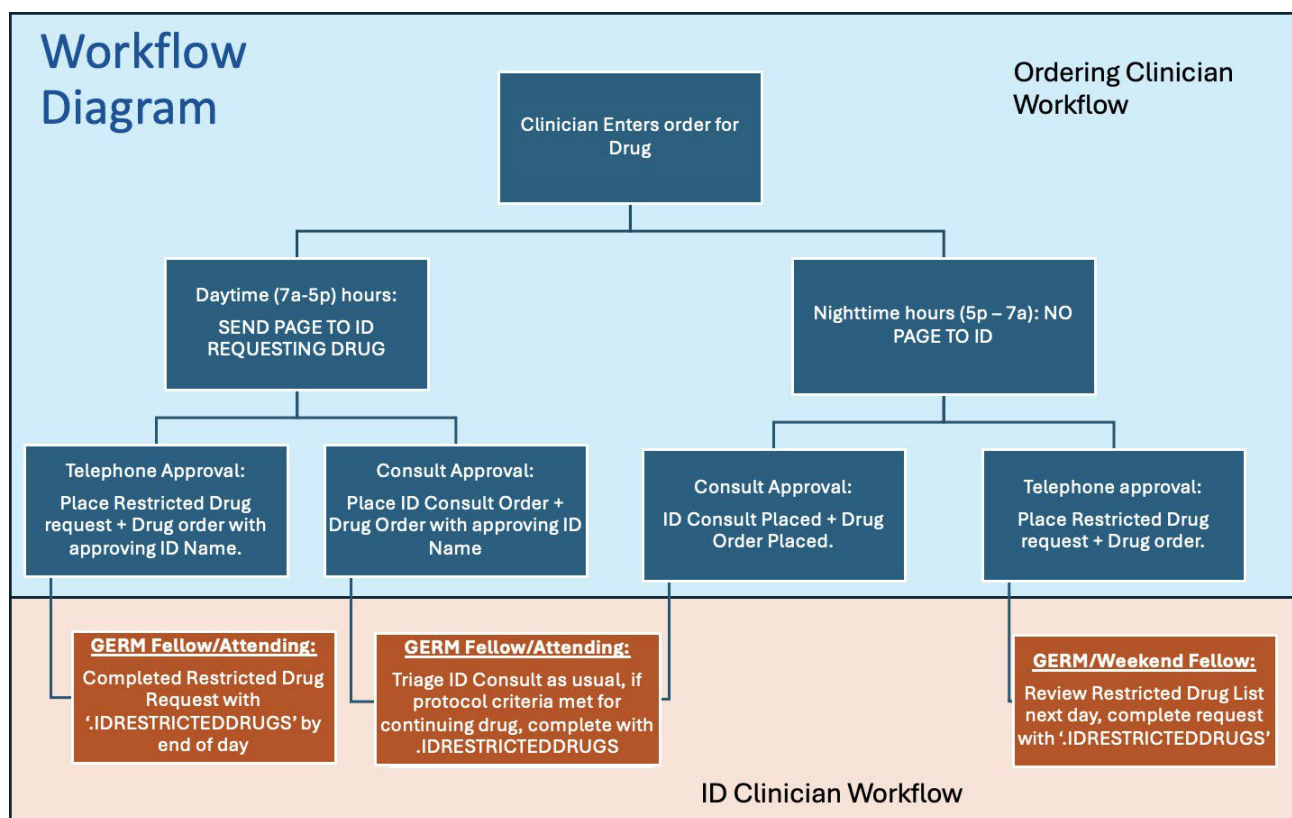 Workflow
Diagram
Ordering Clinician
Workflow
Clinician Enters order for
Drug
Daytime (7a-5p) hours:
SEND PAGE TO ID
REQUESTING DRUG
Nighttime hours (5p – 7a): NO
PAGE TO ID
Telephone Approval:
Place Restricted Drug
request + Drug order with
approving ID Name.
Consult Approval:
Place ID Consult Order +
Drug Order with approving ID
Name
Consult Approval:
ID Consult Placed + Drug
Order Placed.
Telephone approval:
Place Restricted Drug
request + Drug order.
GERM Fellow/Attending:
Completed Restricted Drug
Request with
‘.IDRESTRICTEDDRUGS’ by
end of day
GERM Fellow/Attending:
Triage ID Consult as usual, if
protocol criteria met for
continuing drug, complete with
.IDRESTRICTEDDRUGS
GERM/Weekend Fellow:
Review Restricted Drug List
next day, complete request
with ‘.IDRESTRICTEDDRUGS’
ID Clinician Workflow